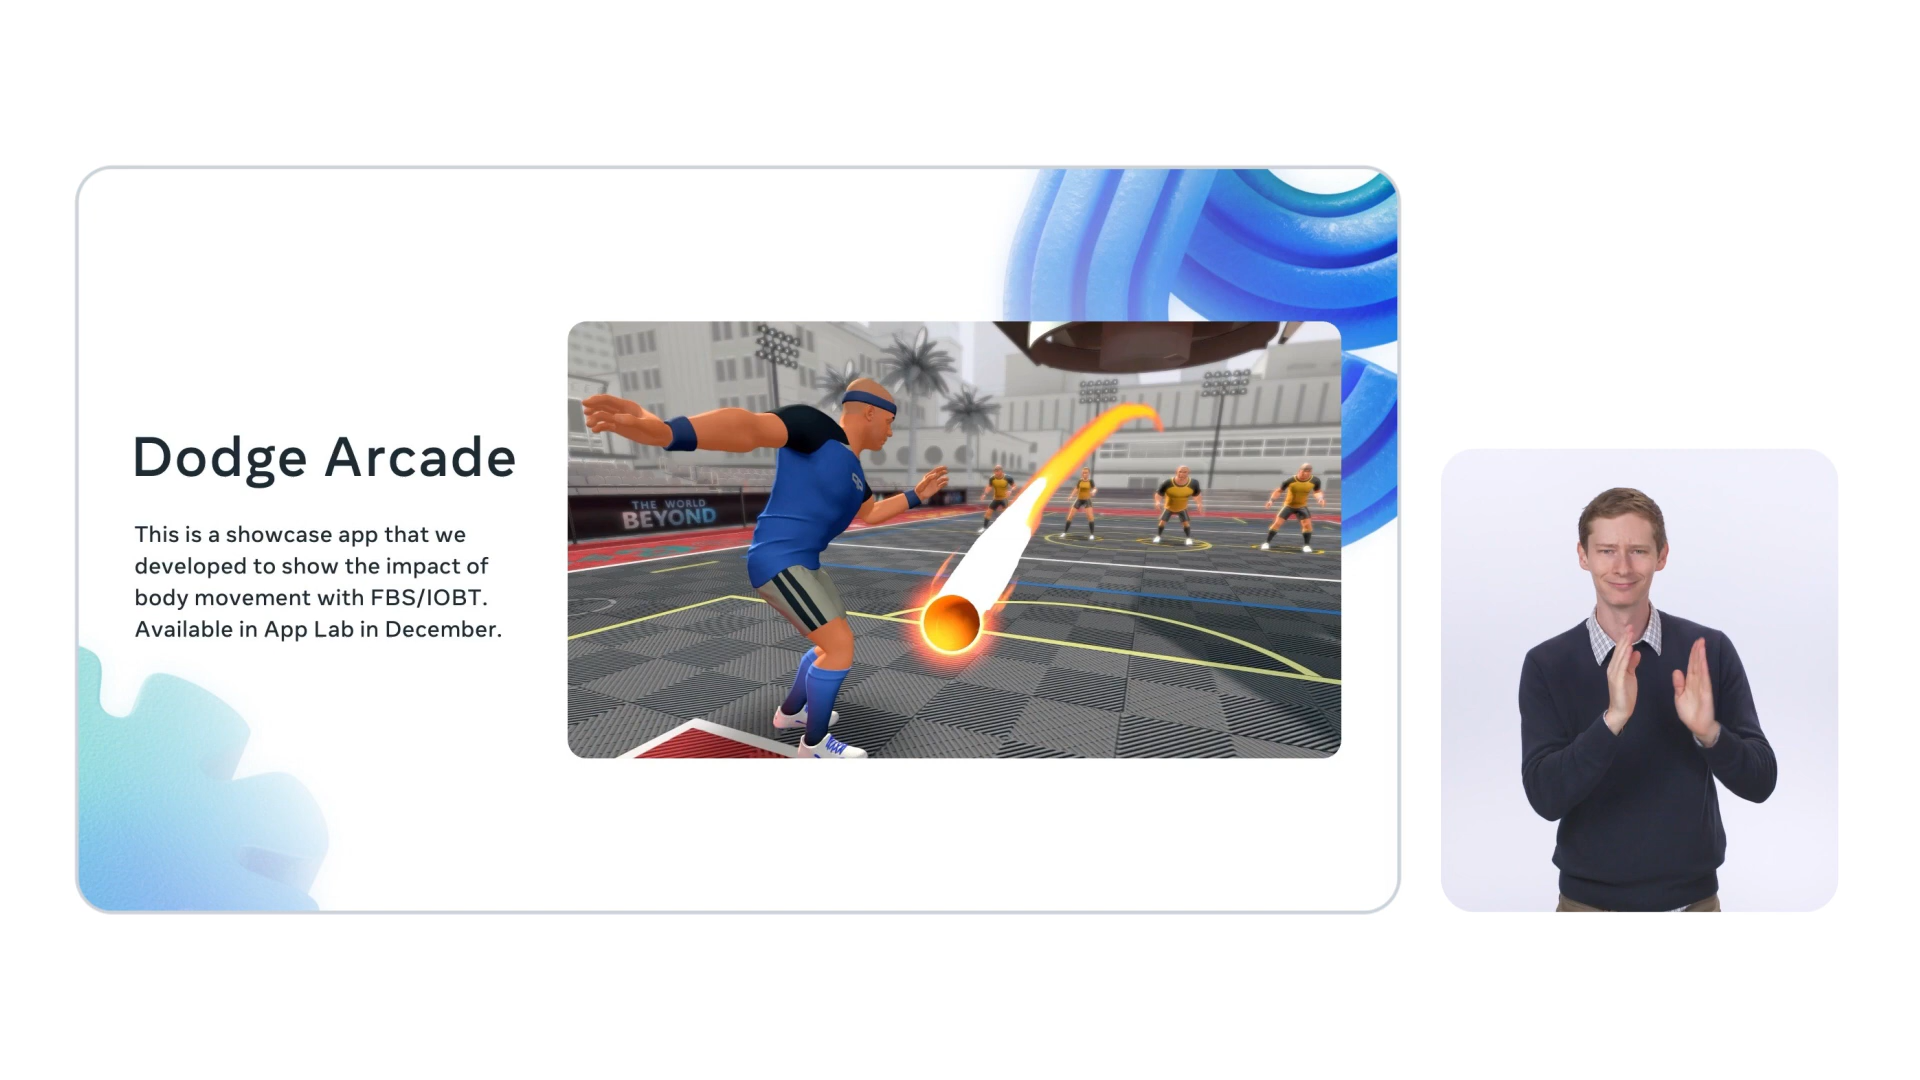 Dodge Arcade
This is a showcase app that we
developed to show the impact of
body movement with FBS/IOBT.
Available in App Lab in December.
THE WORLD
BEYOND